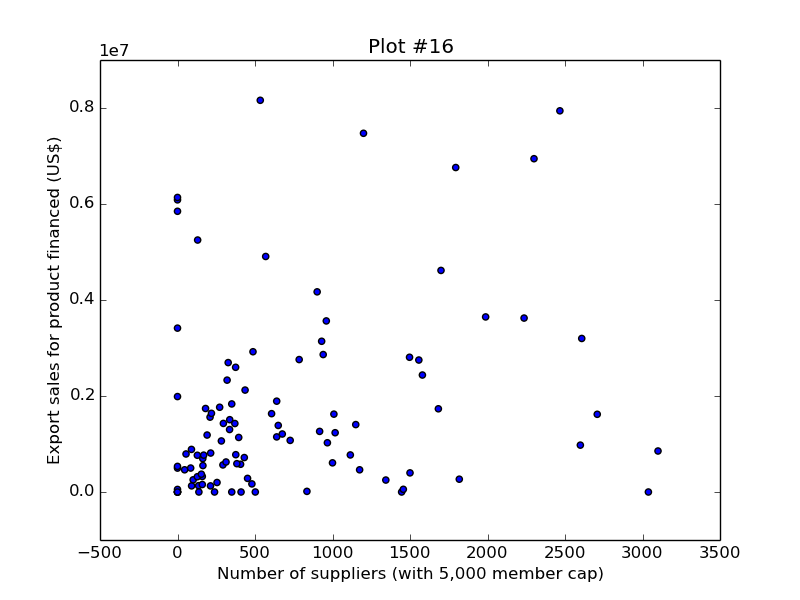 Plot #16
1e7
0.8
0.6
0.4
0.2
0.0
Export sales for product financed (US$)
−500 0 500 1000 1500 2000 2500 3000 3500
Number of suppliers (with 5,000 member cap)